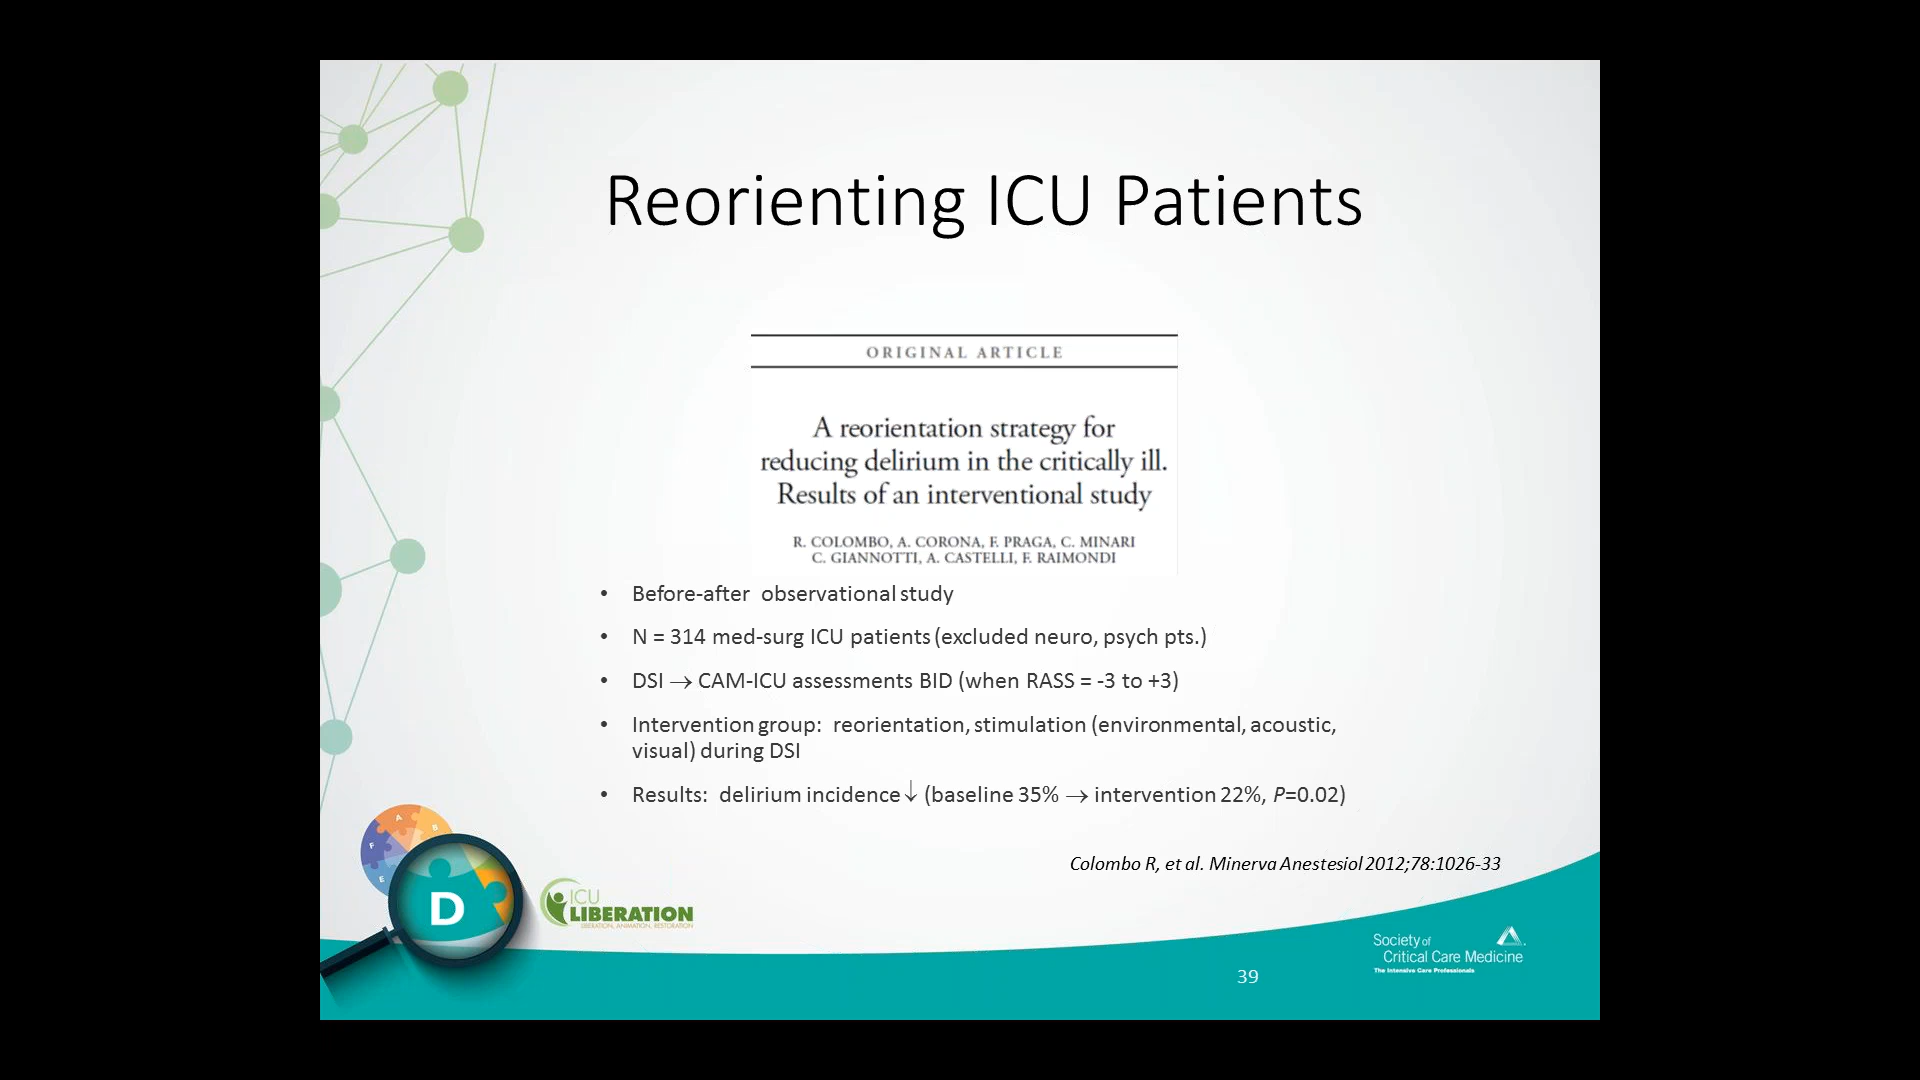 Reorienting ICU Patients
ORIGINAL ARTICLE
A reorientation strategy for
reducing delirium in the critically ill.
Results of an interventional study
R. COLOMBO, A. CORONA, F. PRAGA, C. MINARI
C. GIANNOTTI, A. CASTELLI, F. RAIMONDI
• Before-after observational study
• N = 314 med-surg ICU patients (excluded neuro, psych pts.)
• DSI → CAM-ICU assessments BID (when RASS = -3 to +3)
• Intervention group: reorientation, stimulation (environmental, acoustic,
visual) during DSI
• Results: delirium incidence ↓ (baseline 35% → intervention 22%, P=0.02)
Colombo R, et al. Minerva Anestesiol 2012;78:1026-33
A
B
F
E
D
ICU
LIBERATION
LIBERATION, ANIMATION, RESTORATION
Society of
Critical Care Medicine
The Intensive Care Professionals
39